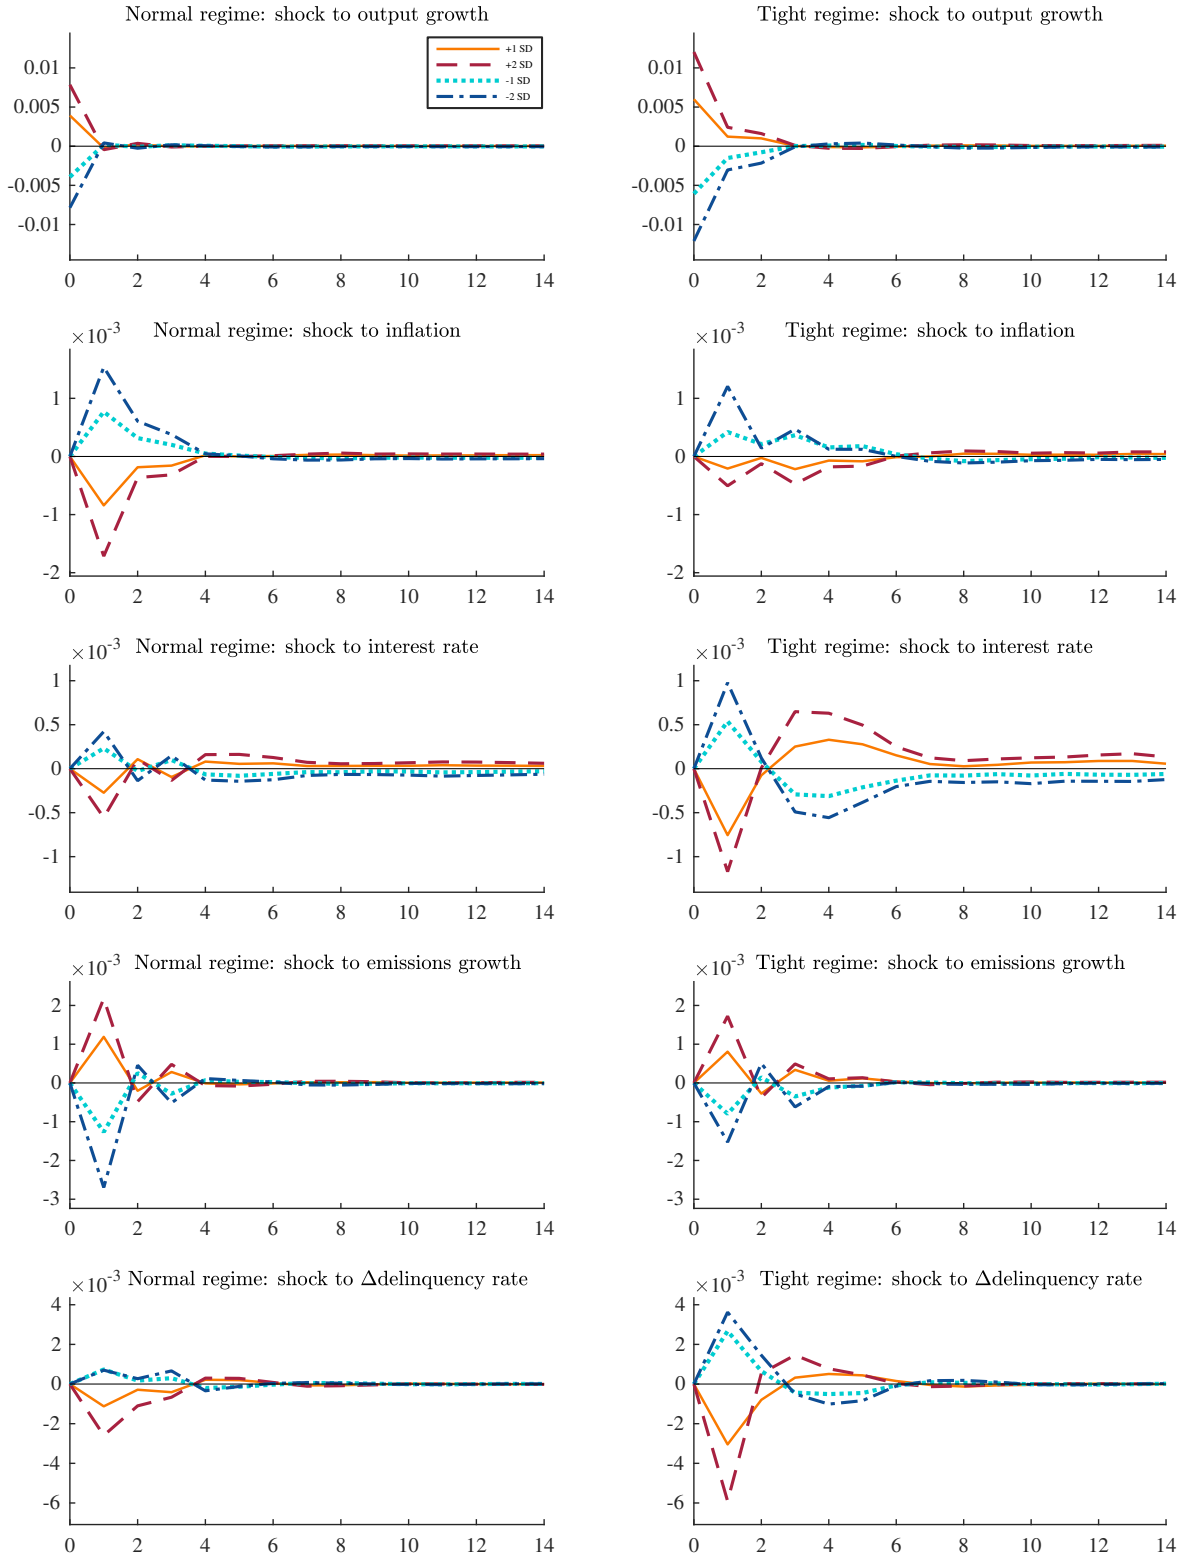 Normal regime: shock to output growth
0.01
0.005
0
-0.005
-0.01
+1 SD
+2 SD
-1 SD
-2 SD
0 2 4 6 8 10 12 14
Tight regime: shock to output growth
0.01
0.005
0
-0.005
-0.01
0 2 4 6 8 10 12 14
×10⁻³ Normal regime: shock to inflation
1
0
-1
-2
0 2 4 6 8 10 12 14
×10⁻³ Tight regime: shock to inflation
1
0
-1
-2
0 2 4 6 8 10 12 14
×10⁻³ Normal regime: shock to interest rate
1
0.5
0
-0.5
-1
0 2 4 6 8 10 12 14
×10⁻³ Tight regime: shock to interest rate
1
0.5
0
-0.5
-1
0 2 4 6 8 10 12 14
×10⁻³ Normal regime: shock to emissions growth
2
1
0
-1
-2
-3
0 2 4 6 8 10 12 14
×10⁻³ Tight regime: shock to emissions growth
2
1
0
-1
-2
-3
0 2 4 6 8 10 12 14
×10⁻³ Normal regime: shock to Δdelinquency rate
4
2
0
-2
-4
-6
0 2 4 6 8 10 12 14
×10⁻³ Tight regime: shock to Δdelinquency rate
4
2
0
-2
-4
-6
0 2 4 6 8 10 12 14